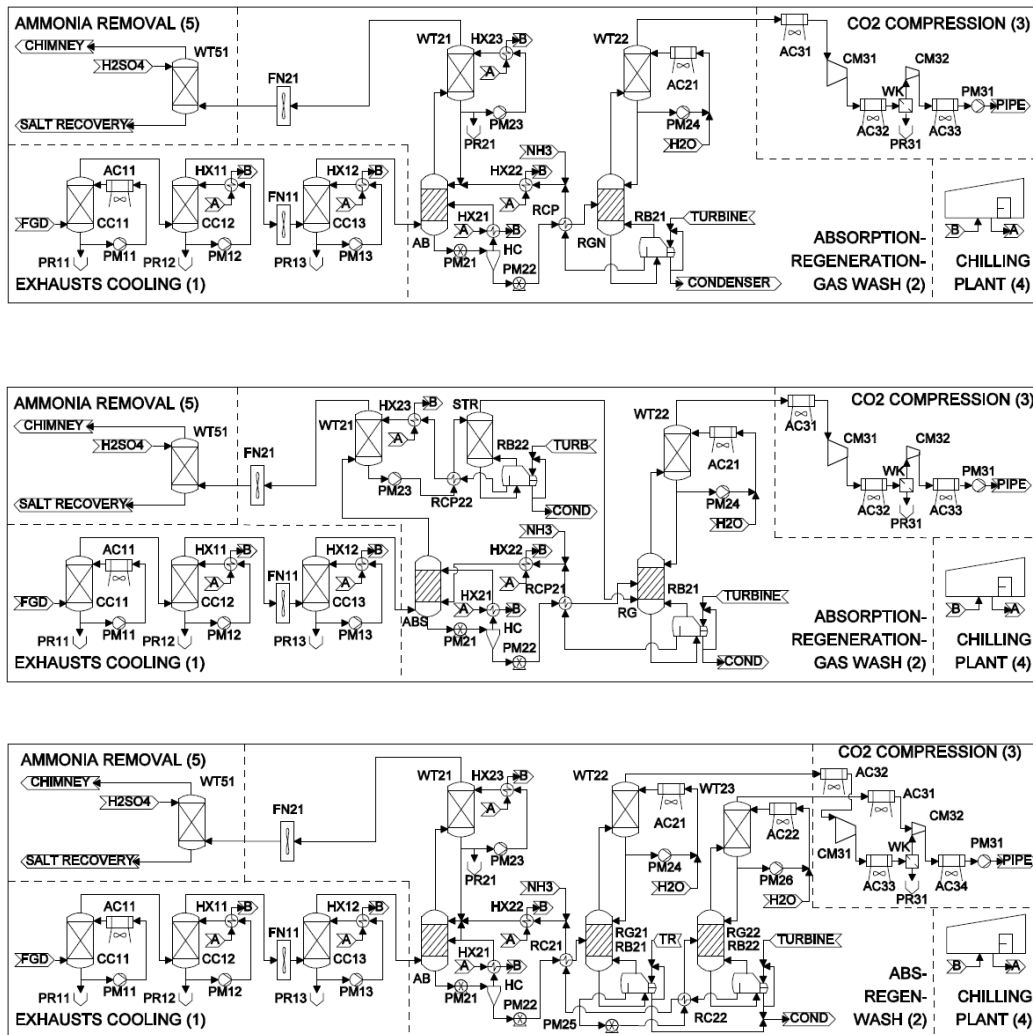 AMMONIA REMOVAL (5)
CHIMNEY
WT51
H2SO4
FN21
SALT RECOVERY
WT21
HX23
B
A
PM23
PR21
WT22
AC21
PM24
H2O
AC31
CO2 COMPRESSION (3)
CM31
CM32
WK
PM31
PIPE
AC32
AC33
PR31
AC11
HX11
B
HX12
B
FN11
A
A
FGD
CC11
CC12
CC13
PM11
PM12
PM13
PR11
PR12
PR13
EXHAUSTS COOLING (1)
NH3
HX22
B
A
RCP
HX21
A
B
AB
HC
PM21
PM22
RGN
RB21
TURBINE
CONDENSER
ABSORPTION-
REGENERATION-
GAS WASH (2)
B
A
CHILLING
PLANT (4)
AMMONIA REMOVAL (5)
CHIMNEY
WT51
H2SO4
FN21
SALT RECOVERY
HX23
B
WT21
A
PM23
STR
RB22
TURB
RCP22
COND
WT22
AC21
PM24
H2O
AC31
CO2 COMPRESSION (3)
CM31
CM32
WK
PM31
PIPE
AC32
AC33
PR31
AC11
HX11
B
HX12
B
FN11
A
A
FGD
CC11
CC12
CC13
PM11
PM12
PM13
PR11
PR12
PR13
EXHAUSTS COOLING (1)
NH3
HX22
B
A
RCP21
HX21
A
B
ABS
HC
PM21
PM22
RG
RB21
TURBINE
COND
ABSORPTION-
REGENERATION-
GAS WASH (2)
B
A
CHILLING
PLANT (4)
AMMONIA REMOVAL (5)
CHIMNEY
WT51
H2SO4
FN21
SALT RECOVERY
WT21
HX23
B
A
PM23
PR21
WT22
AC21
PM24
H2O
WT23
AC22
PM26
H2O
CO2 COMPRESSION (3)
AC32
AC31
CM31
CM32
WK
PM31
PIPE
AC33
AC34
PR31
AC11
HX11
B
HX12
B
FN11
A
A
FGD
CC11
CC12
CC13
PM11
PM12
PM13
PR11
PR12
PR13
EXHAUSTS COOLING (1)
NH3
HX22
B
A
RC21
HX21
A
B
AB
HC
PM21
PM22
RG21
RB21
TR
RG22
RB22
TURBINE
PM25
RC22
COND
ABS-
REGEN-
WASH (2)
B
A
CHILLING
PLANT (4)